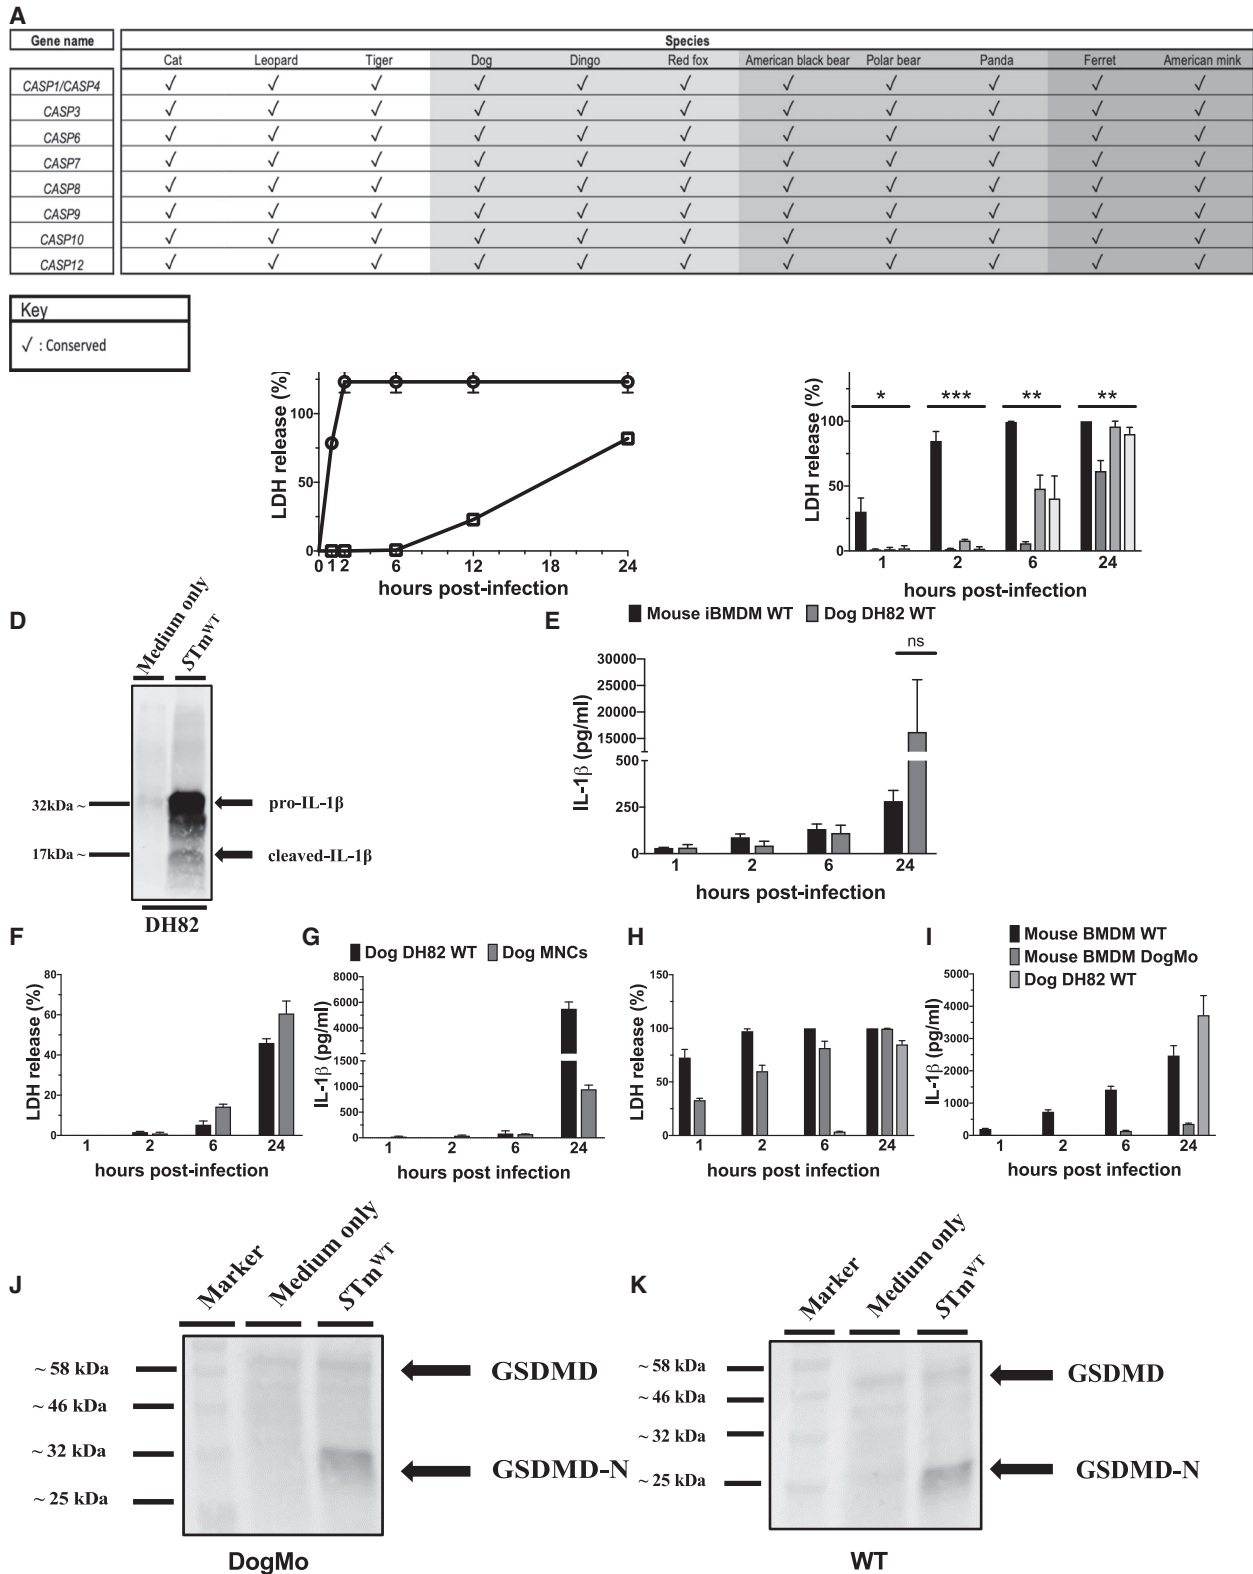 A
Gene name
Species
Cat Leopard Tiger Dog Dingo Red fox American black bear Polar bear Panda Ferret American mink
CASP1/CASP4 ✓ ✓ ✓ ✓ ✓ ✓ ✓ ✓ ✓ ✓ ✓
CASP3 ✓ ✓ ✓ ✓ ✓ ✓ ✓ ✓ ✓ ✓ ✓
CASP6 ✓ ✓ ✓ ✓ ✓ ✓ ✓ ✓ ✓ ✓ ✓
CASP7 ✓ ✓ ✓ ✓ ✓ ✓ ✓ ✓ ✓ ✓ ✓
CASP8 ✓ ✓ ✓ ✓ ✓ ✓ ✓ ✓ ✓ ✓ ✓
CASP9 ✓ ✓ ✓ ✓ ✓ ✓ ✓ ✓ ✓ ✓ ✓
CASP10 ✓ ✓ ✓ ✓ ✓ ✓ ✓ ✓ ✓ ✓ ✓
CASP12 ✓ ✓ ✓ ✓ ✓ ✓ ✓ ✓ ✓ ✓ ✓
Key
✓ : Conserved
LDH release (%)
100
50
0
0 1 2 6 12 18 24
hours post-infection
LDH release (%)
* *** ** **
100
50
0
1 2 6 24
hours post-infection
D
Medium only
STmWT
32kDa ~
pro-IL-1β
17kDa ~
cleaved-IL-1β
DH82
E
Mouse iBMDM WT Dog DH82 WT
ns
IL-1β (pg/ml)
30000
25000
20000
15000
500
250
0
1 2 6 24
hours post-infection
F
LDH release (%)
80
60
40
20
0
1 2 6 24
hours post-infection
G
Dog DH82 WT Dog MNCs
IL-1β (pg/ml)
8000
6000
4000
1500
1000
500
0
1 2 6 24
hours post infection
H
LDH release (%)
150
100
50
0
1 2 6 24
hours post infection
I
Mouse BMDM WT
Mouse BMDM DogMo
Dog DH82 WT
IL-1β (pg/ml)
5000
4000
3000
2000
1000
0
1 2 6 24
hours post infection
J
Marker
Medium only
STmWT
~ 58 kDa
GSDMD
~ 46 kDa
~ 32 kDa
GSDMD-N
~ 25 kDa
DogMo
K
Marker
Medium only
STmWT
~ 58 kDa
GSDMD
~ 46 kDa
~ 32 kDa
GSDMD-N
~ 25 kDa
WT